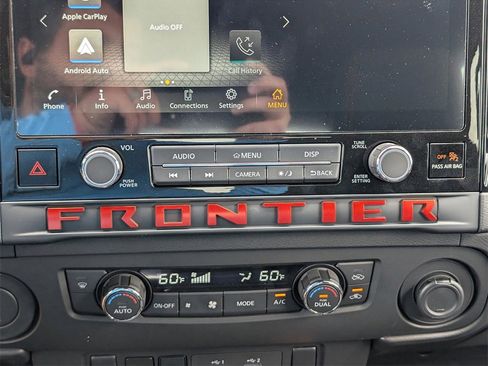 Apple CarPlay
Audio OFF
Android Auto
Call History
Phone Info Audio Connections Settings MENU
VOL
PUSH POWER
AUDIO MENU DISP
CAMERA BACK
TUNE SCROLL
ENTER SETTING
OFF
PASS AIR BAG
FRONTIER
60°F 60°F
AUTO
ON·OFF MODE A/C
DUAL
1 2